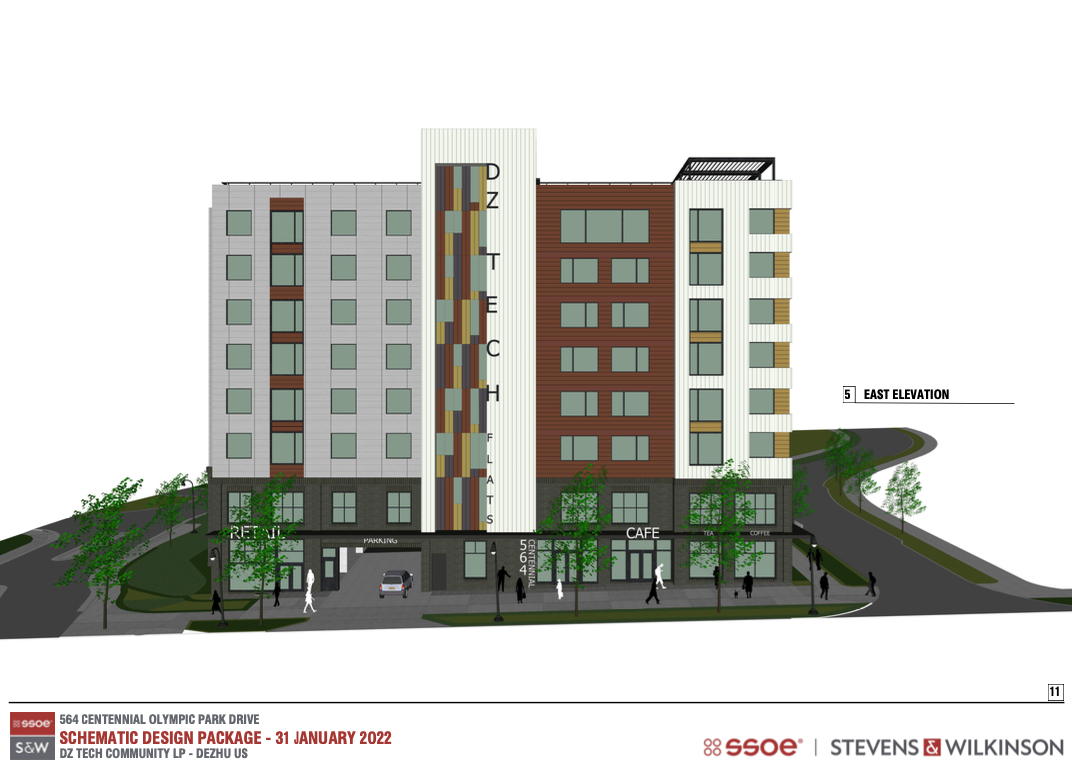 DZ TECH FLATS
RETAIL
PARKING
564
CENTENNIAL
CAFE
TEA
COFFEE
5 EAST ELEVATION
11
ssoe
S&W
564 CENTENNIAL OLYMPIC PARK DRIVE
SCHEMATIC DESIGN PACKAGE - 31 JANUARY 2022
DZ TECH COMMUNITY LP - DEZHU US
ssoe® | STEVENS & WILKINSON